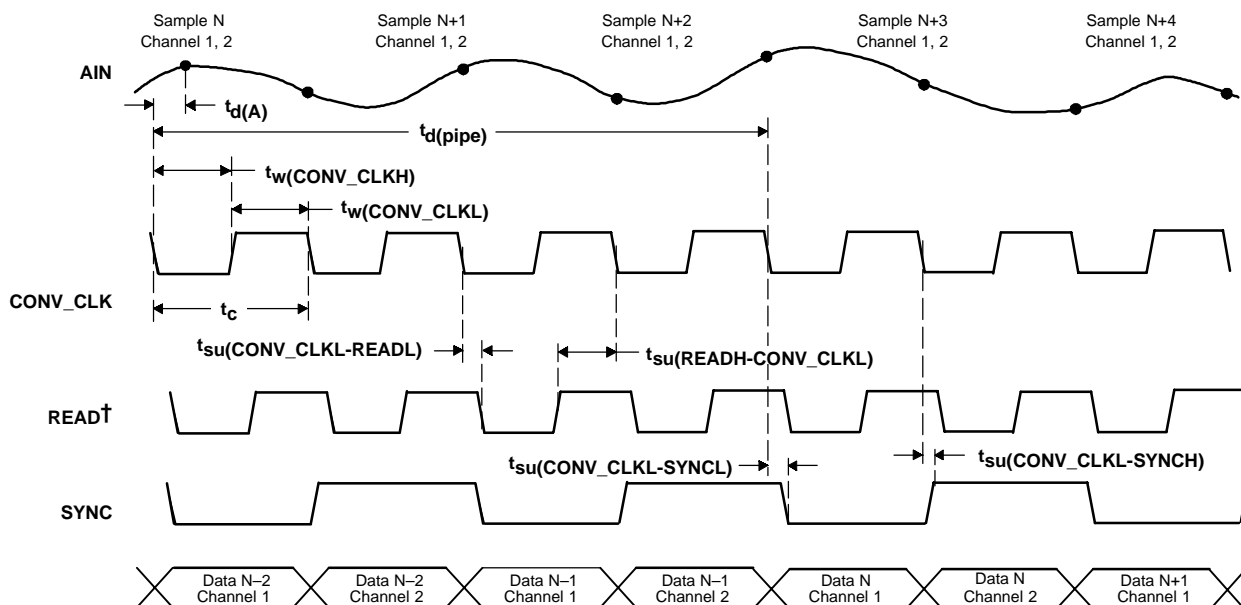 Sample N
Channel 1, 2
Sample N+1
Channel 1, 2
Sample N+2
Channel 1, 2
Sample N+3
Channel 1, 2
Sample N+4
Channel 1, 2
AIN
td(A)
td(pipe)
tw(CONV_CLKH)
tw(CONV_CLKL)
CONV_CLK
tc
tsu(CONV_CLKL-READL)
tsu(READH-CONV_CLKL)
READ†
tsu(CONV_CLKL-SYNCL)
tsu(CONV_CLKL-SYNCH)
SYNC
Data N–2
Channel 1
Data N–2
Channel 2
Data N–1
Channel 1
Data N–1
Channel 2
Data N
Channel 1
Data N
Channel 2
Data N+1
Channel 1